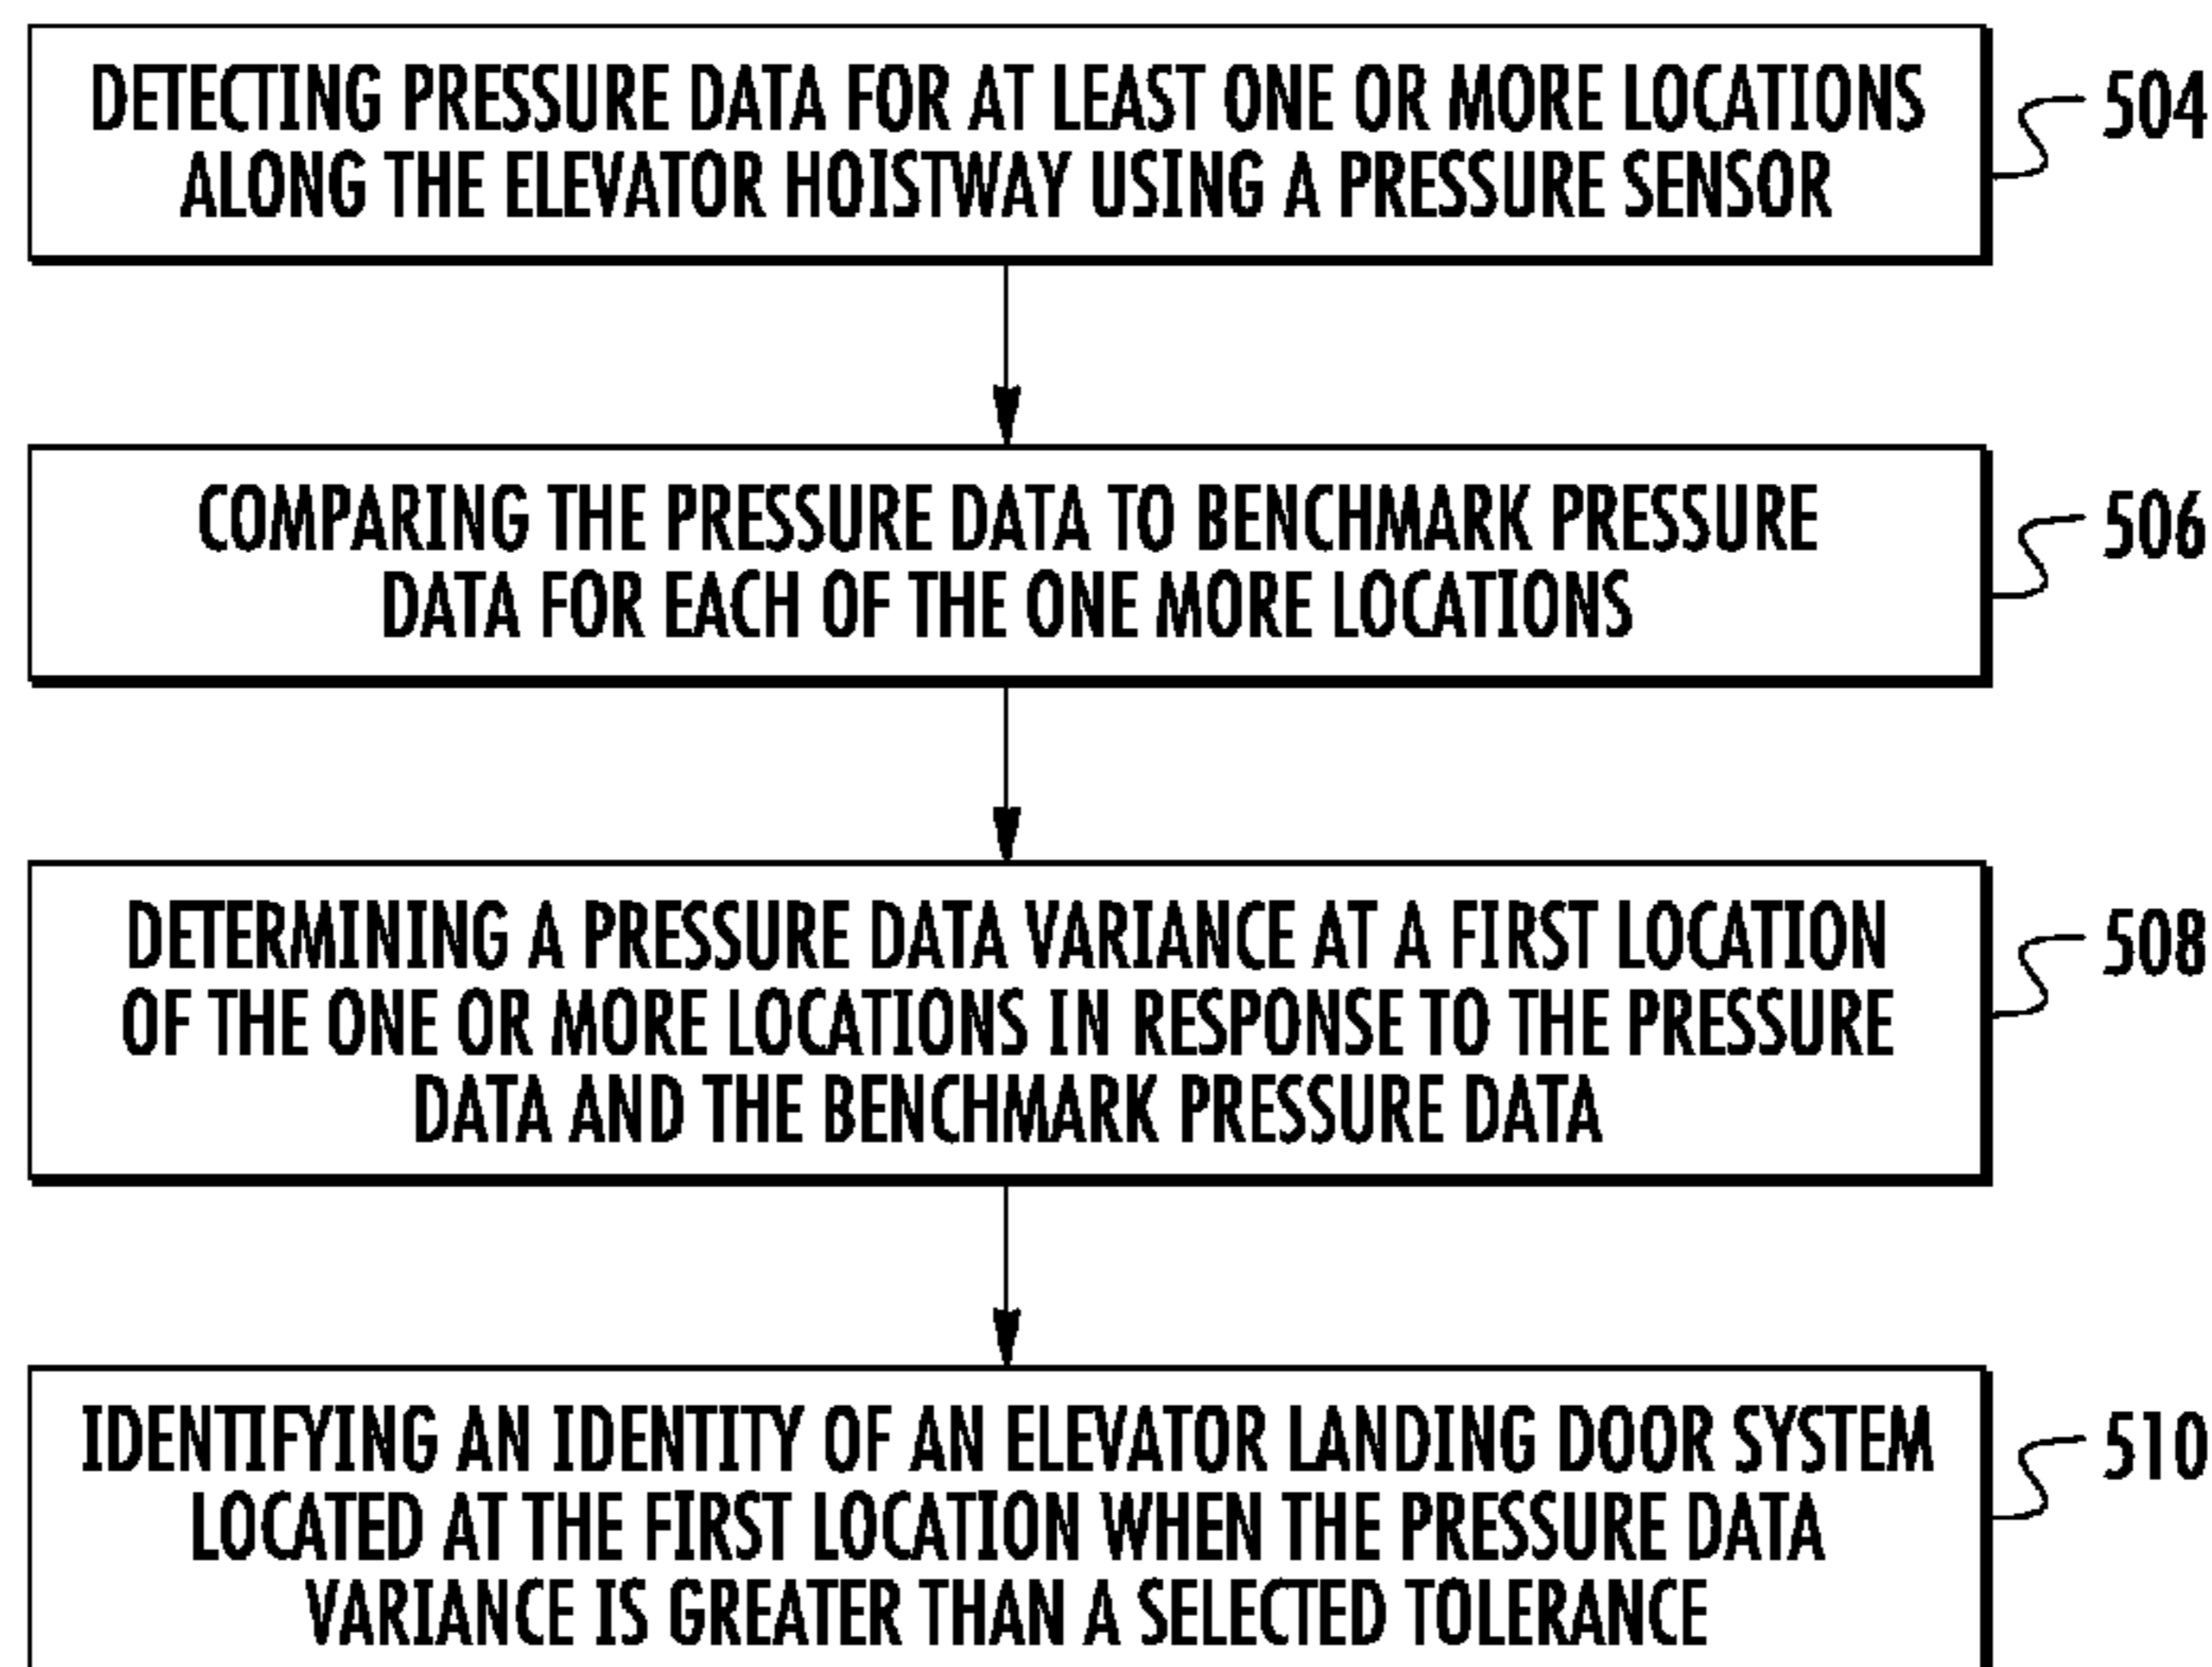 DETECTING PRESSURE DATA FOR AT LEAST ONE OR MORE LOCATIONS
ALONG THE ELEVATOR HOISTWAY USING A PRESSURE SENSOR
504
COMPARING THE PRESSURE DATA TO BENCHMARK PRESSURE
DATA FOR EACH OF THE ONE MORE LOCATIONS
506
DETERMINING A PRESSURE DATA VARIANCE AT A FIRST LOCATION
OF THE ONE OR MORE LOCATIONS IN RESPONSE TO THE PRESSURE
DATA AND THE BENCHMARK PRESSURE DATA
508
IDENTIFYING AN IDENTITY OF AN ELEVATOR LANDING DOOR SYSTEM
LOCATED AT THE FIRST LOCATION WHEN THE PRESSURE DATA
VARIANCE IS GREATER THAN A SELECTED TOLERANCE
510